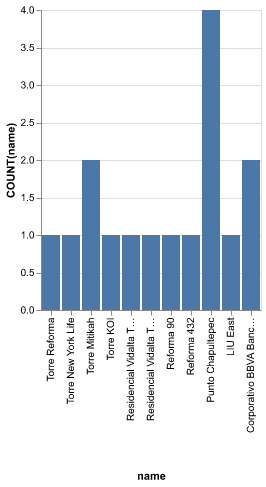 4.0
3.5
3.0
2.5
2.0
1.5
1.0
0.5
0.0
COUNT(name)
Torre Reforma
Torre New York Life
Torre Mitikah
Torre KOI
Residencial Vidalta T…
Residencial Vidalta T…
Reforma 90
Reforma 432
Punto Chapultepec
LIU East
Corporativo BBVA Banc…
name